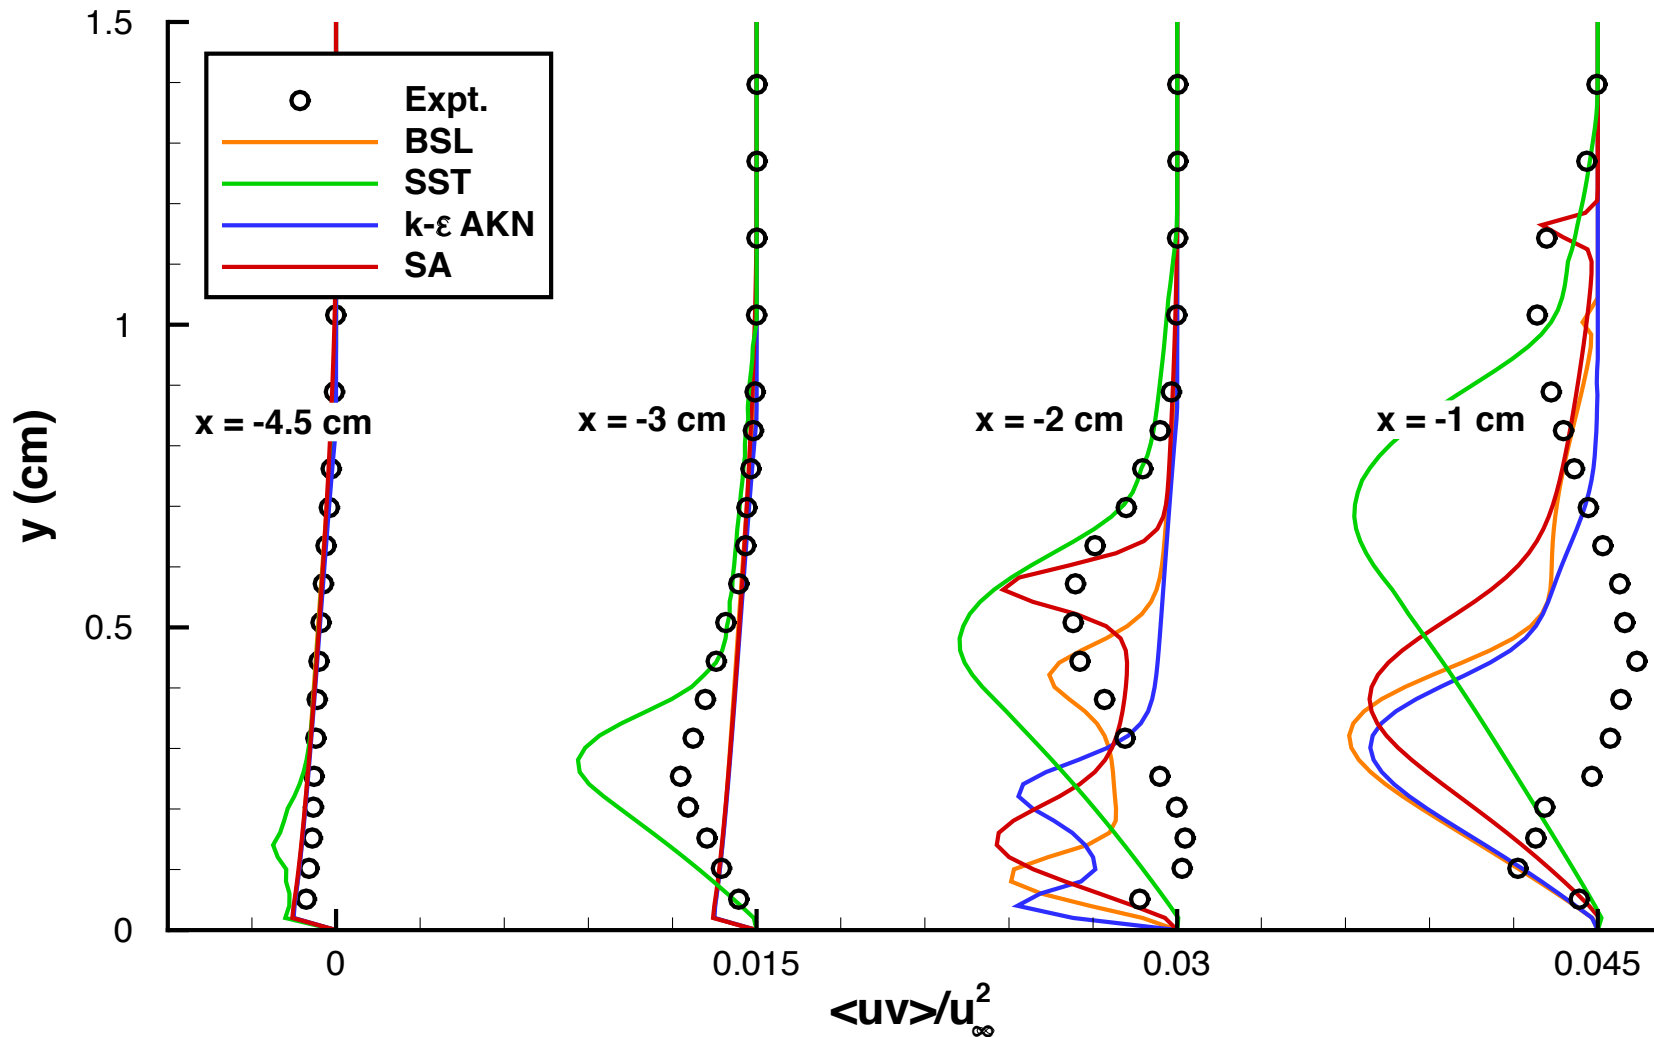 1.5
Expt.
BSL
SST
k-ε AKN
SA
1
x = -4.5 cm
x = -3 cm
x = -2 cm
x = -1 cm
y (cm)
0.5
0
0
0.015
0.03
0.045
<uv>/u²∞